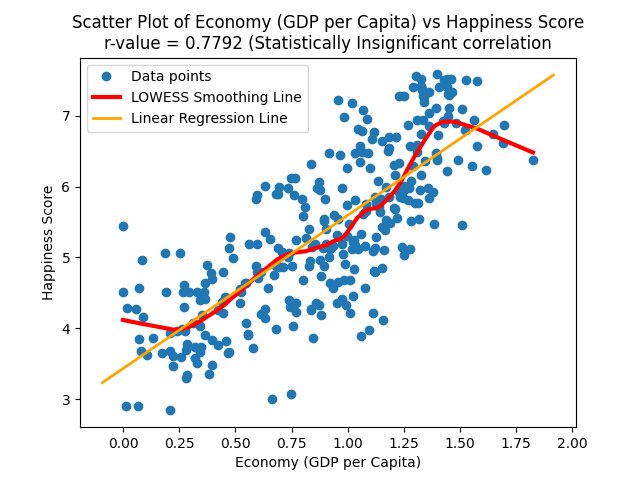 Scatter Plot of Economy (GDP per Capita) vs Happiness Score
r-value = 0.7792 (Statistically Insignificant correlation
Data points
LOWESS Smoothing Line
Linear Regression Line
7
6
5
4
3
Happiness Score
0.00 0.25 0.50 0.75 1.00 1.25 1.50 1.75 2.00
Economy (GDP per Capita)